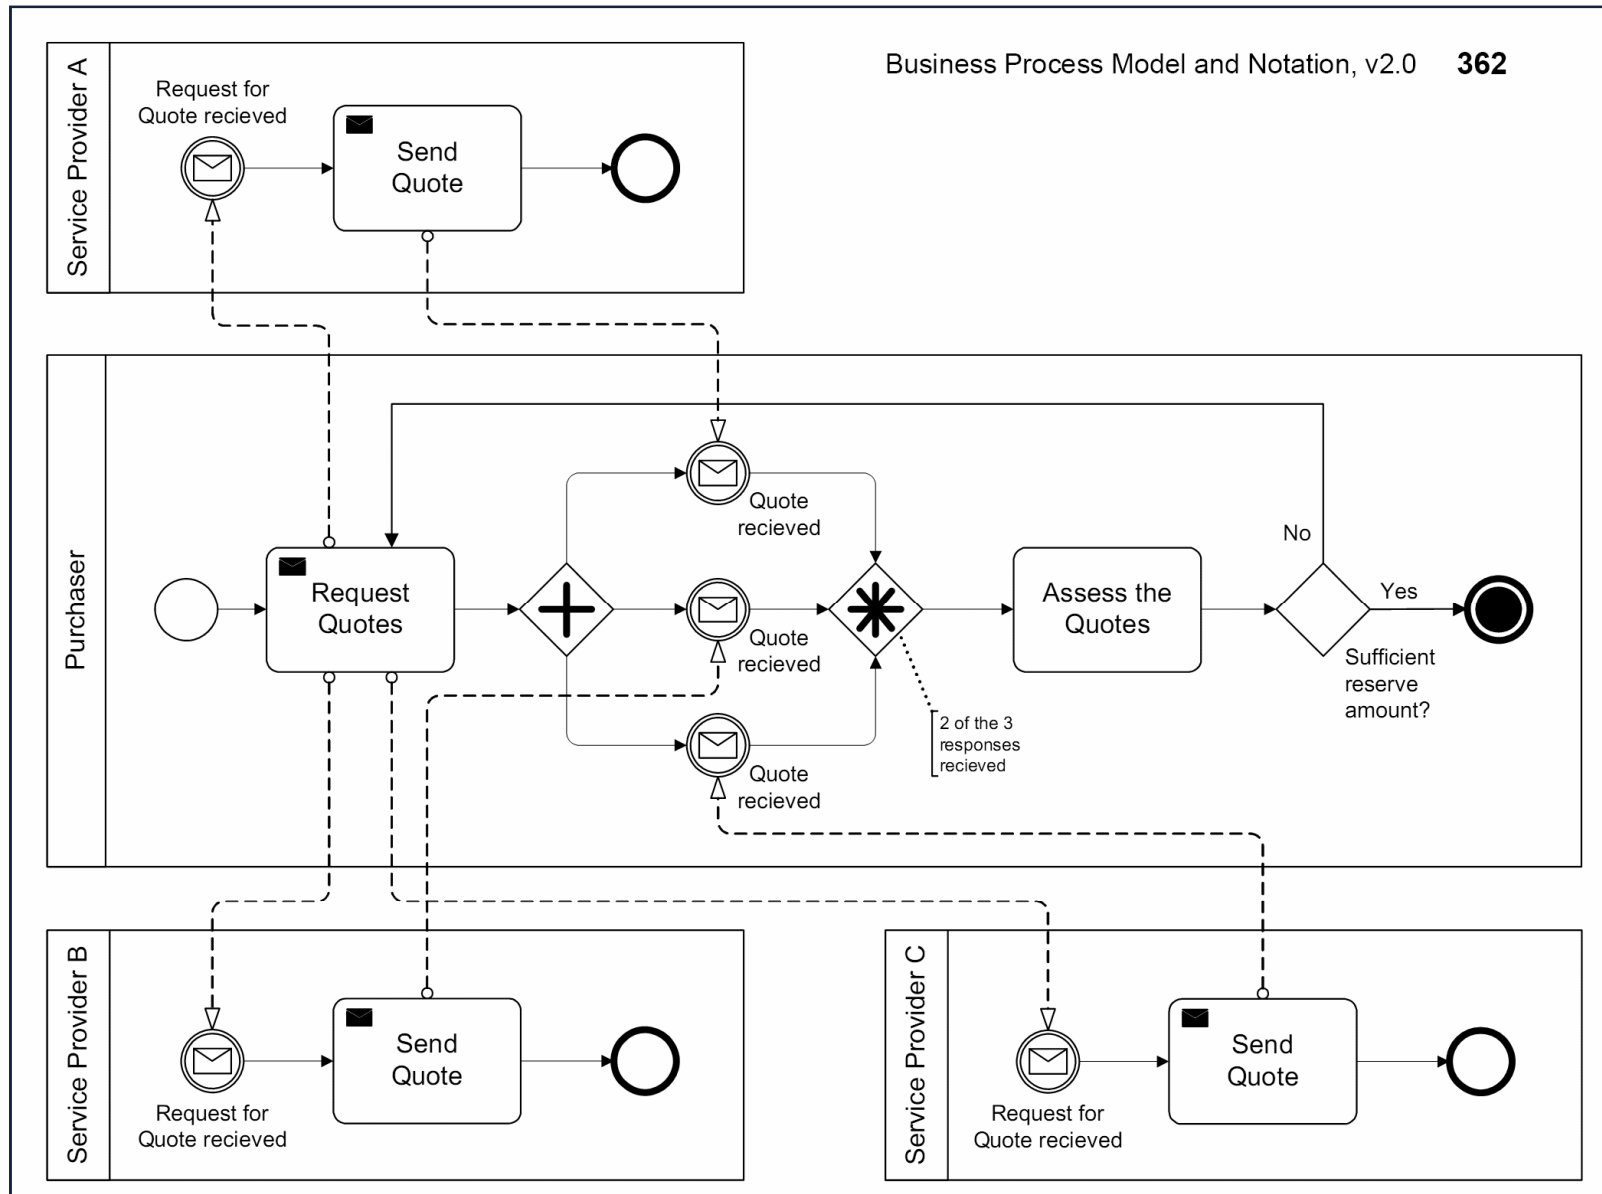 Business Process Model and Notation, v2.0 362
Service Provider A
Request for
Quote recieved
Send
Quote
Purchaser
Request
Quotes
Quote
recieved
Quote
recieved
Quote
recieved
2 of the 3
responses
recieved
Assess the
Quotes
No
Yes
Sufficient
reserve
amount?
Service Provider B
Request for
Quote recieved
Send
Quote
Service Provider C
Request for
Quote recieved
Send
Quote